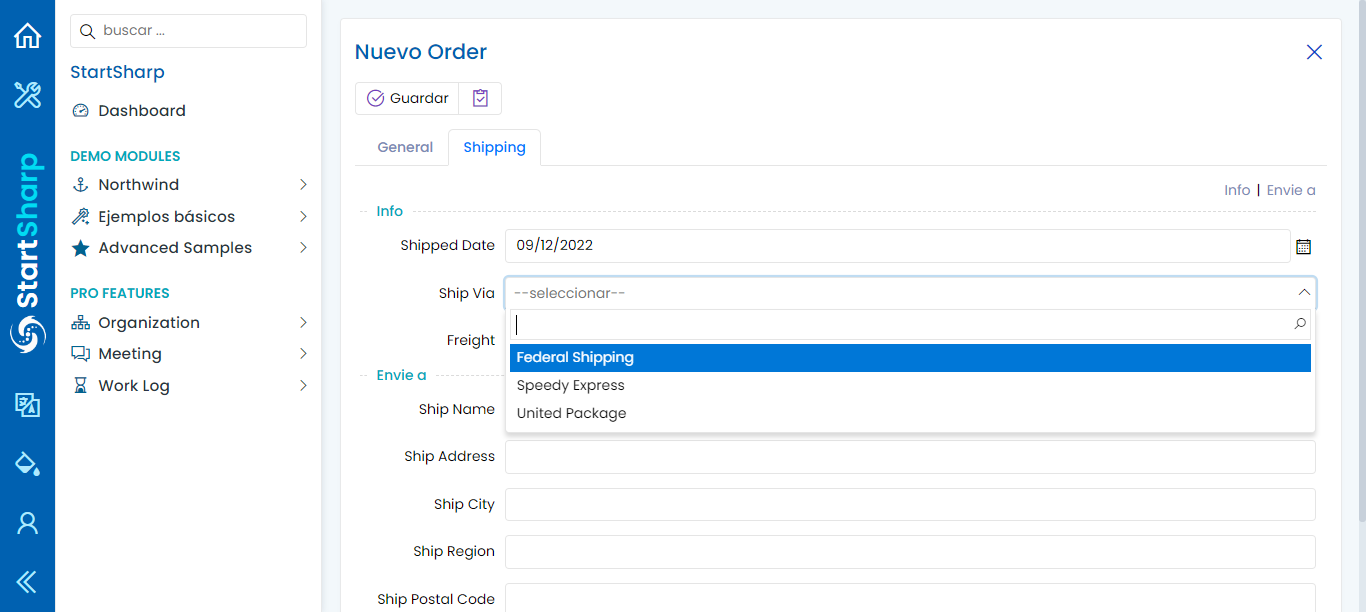 buscar ...
StartSharp
Dashboard
DEMO MODULES
Northwind
Ejemplos básicos
Advanced Samples
PRO FEATURES
Organization
Meeting
Work Log
StartSharp
Nuevo Order
Guardar
General
Shipping
Info | Envie a
Info
Shipped Date
09/12/2022
Ship Via
--seleccionar--
Freight
Federal Shipping
Speedy Express
United Package
Envie a
Ship Name
Ship Address
Ship City
Ship Region
Ship Postal Code